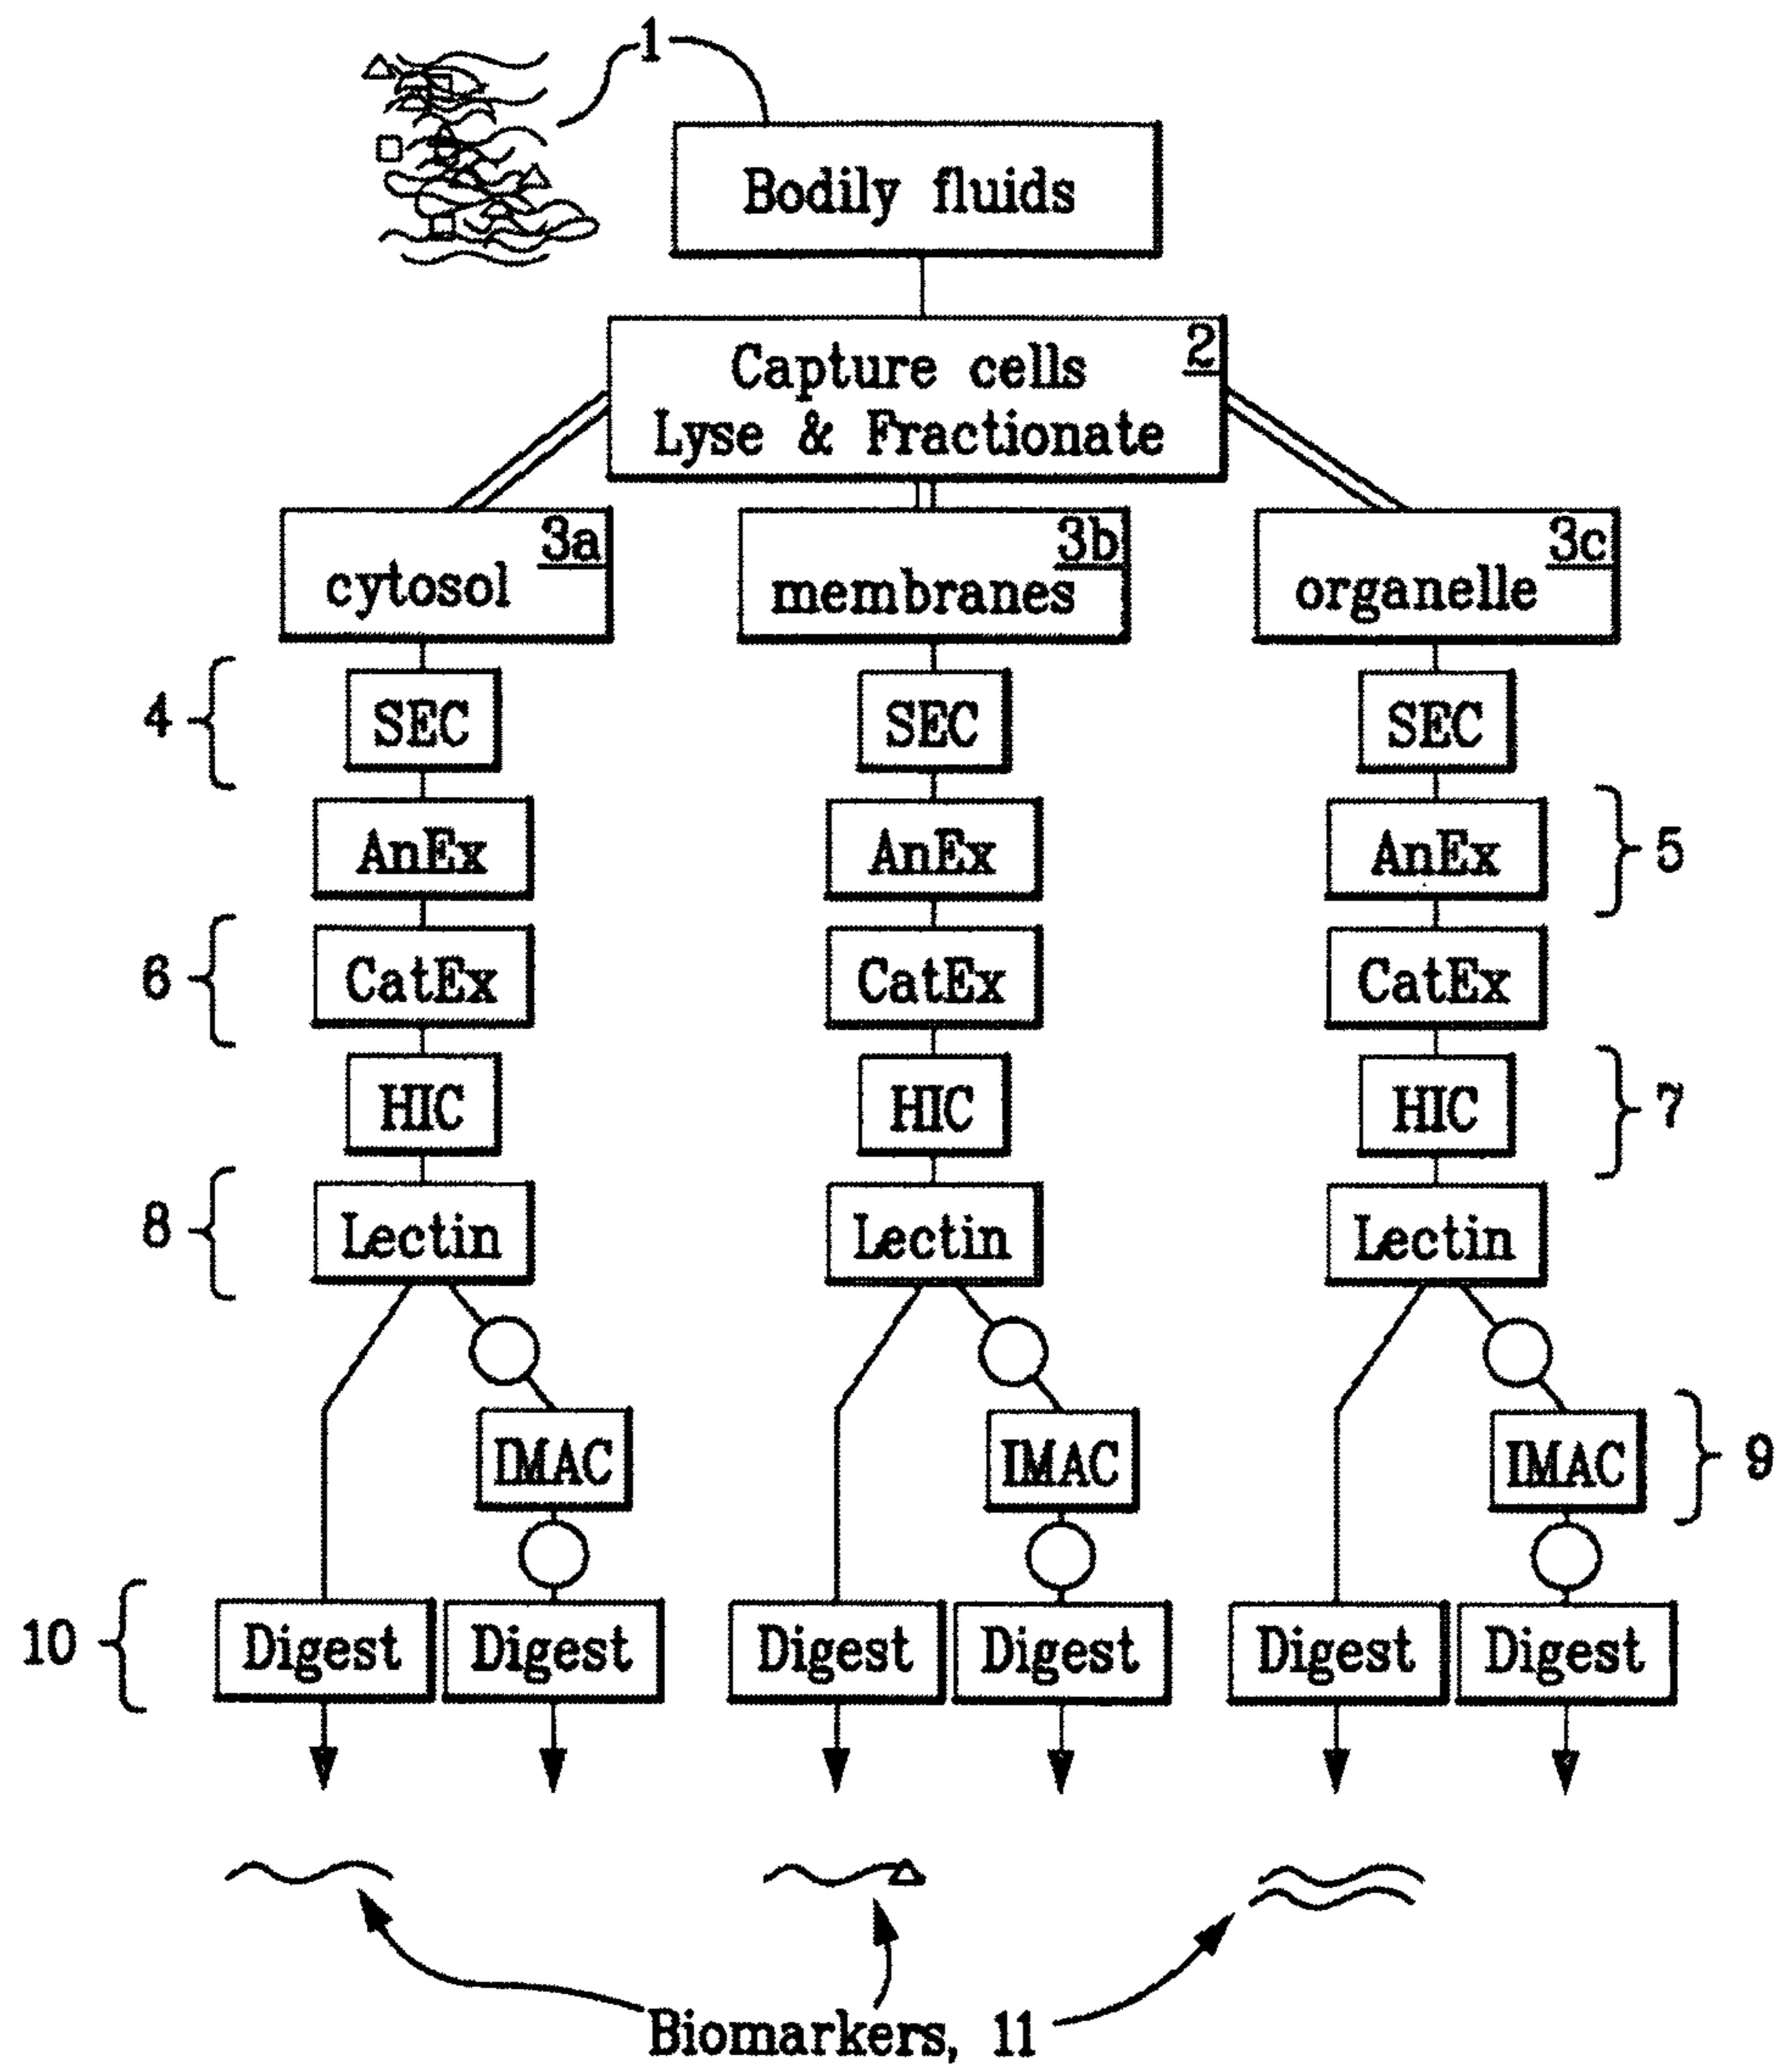 1
Bodily fluids
2
Capture cells
Lyse & Fractionate
3a
cytosol
3b
membranes
3c
organelle
4
SEC
SEC
SEC
AnEx
AnEx
AnEx
5
6
CatEx
CatEx
CatEx
HIC
HIC
HIC
7
8
Lectin
Lectin
Lectin
IMAC
IMAC
IMAC
9
10
Digest
Digest
Digest
Digest
Digest
Digest
Biomarkers, 11